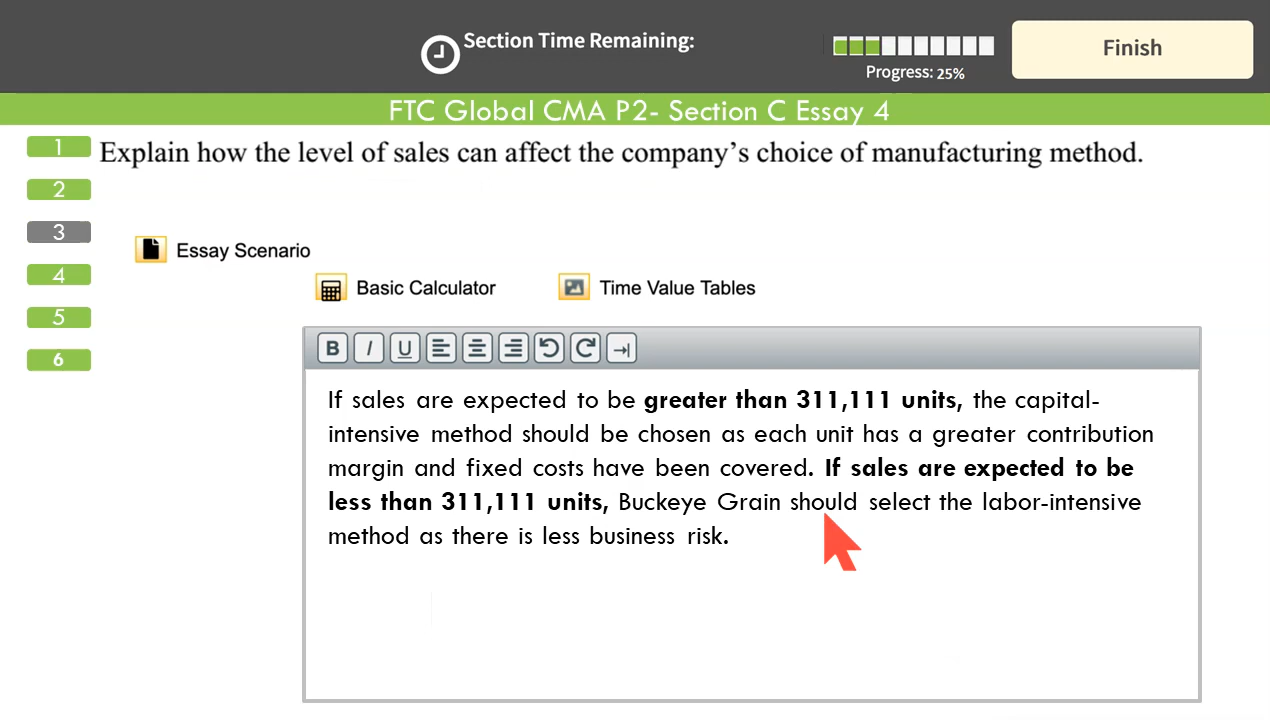 Section Time Remaining:
Progress: 25%
Finish
FTC Global CMA P2- Section C Essay 4
1
2
3
4
5
6
Explain how the level of sales can affect the company's choice of manufacturing method.
Essay Scenario
Basic Calculator
Time Value Tables
B I U
If sales are expected to be greater than 311,111 units, the capital-
intensive method should be chosen as each unit has a greater contribution
margin and fixed costs have been covered. If sales are expected to be
less than 311,111 units, Buckeye Grain should select the labor-intensive
method as there is less business risk.